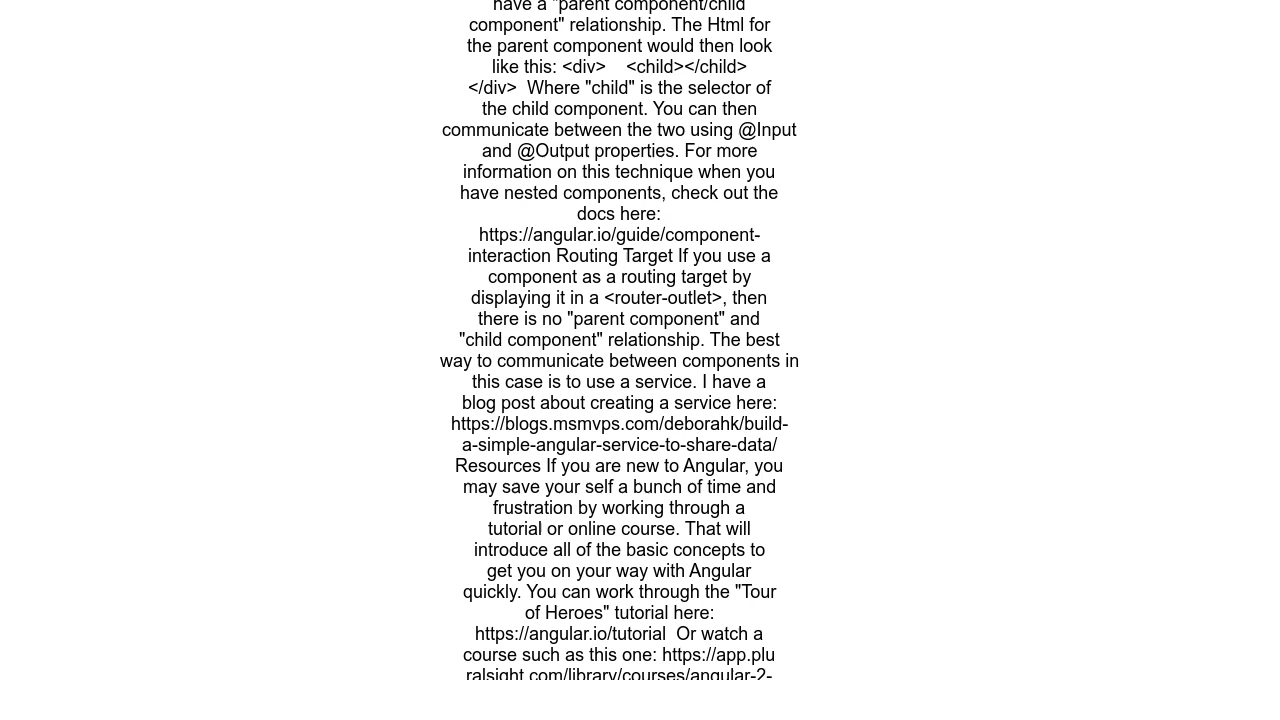 have a "parent component/child
component" relationship. The Html for
the parent component would then look
like this: <div>    <child></child>
</div>  Where "child" is the selector of
the child component. You can then
communicate between the two using @Input
and @Output properties. For more
information on this technique when you
have nested components, check out the
docs here:
https://angular.io/guide/component-
interaction Routing Target If you use a
component as a routing target by
displaying it in a <router-outlet>, then
there is no "parent component" and
"child component" relationship. The best
way to communicate between components in
this case is to use a service. I have a
blog post about creating a service here:
https://blogs.msmvps.com/deborahk/build-
a-simple-angular-service-to-share-data/
Resources If you are new to Angular, you
may save your self a bunch of time and
frustration by working through a
tutorial or online course. That will
introduce all of the basic concepts to
get you on your way with Angular
quickly. You can work through the "Tour
of Heroes" tutorial here:
https://angular.io/tutorial  Or watch a
course such as this one: https://app.plu
ralsight.com/library/courses/angular-2-